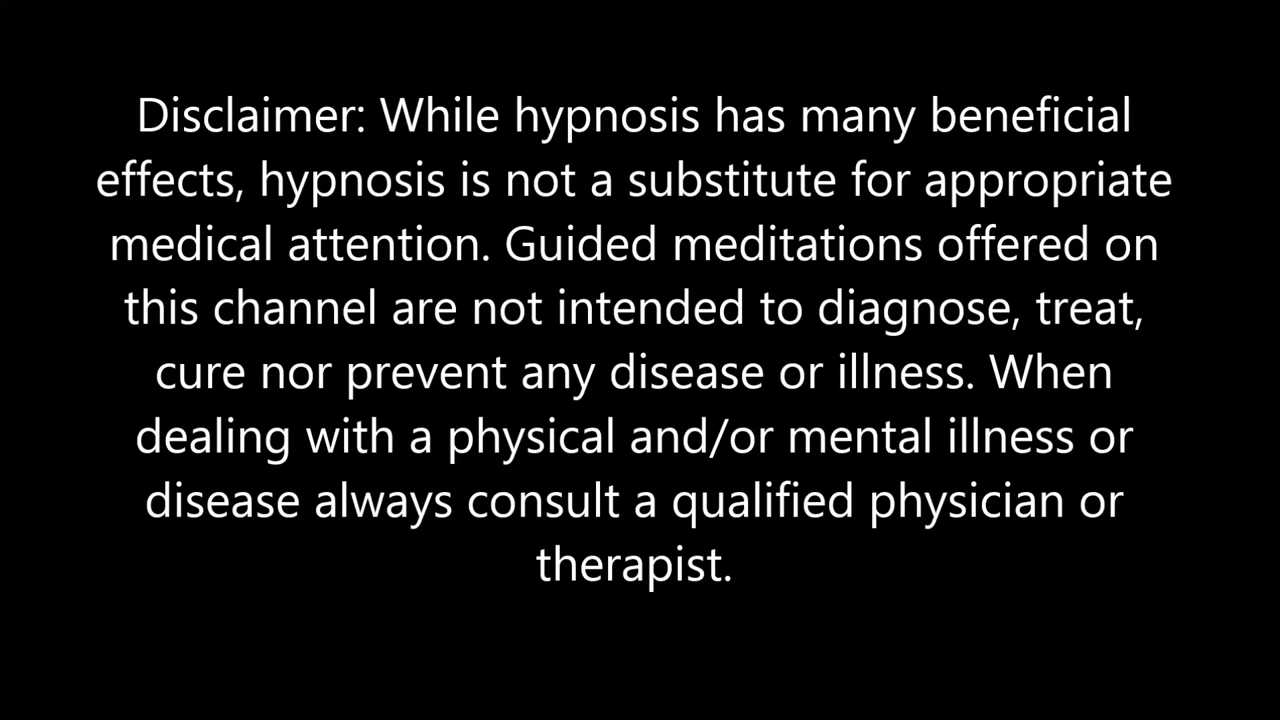 Disclaimer: While hypnosis has many beneficial
effects, hypnosis is not a substitute for appropriate
medical attention. Guided meditations offered on
this channel are not intended to diagnose, treat,
cure nor prevent any disease or illness. When
dealing with a physical and/or mental illness or
disease always consult a qualified physician or
therapist.